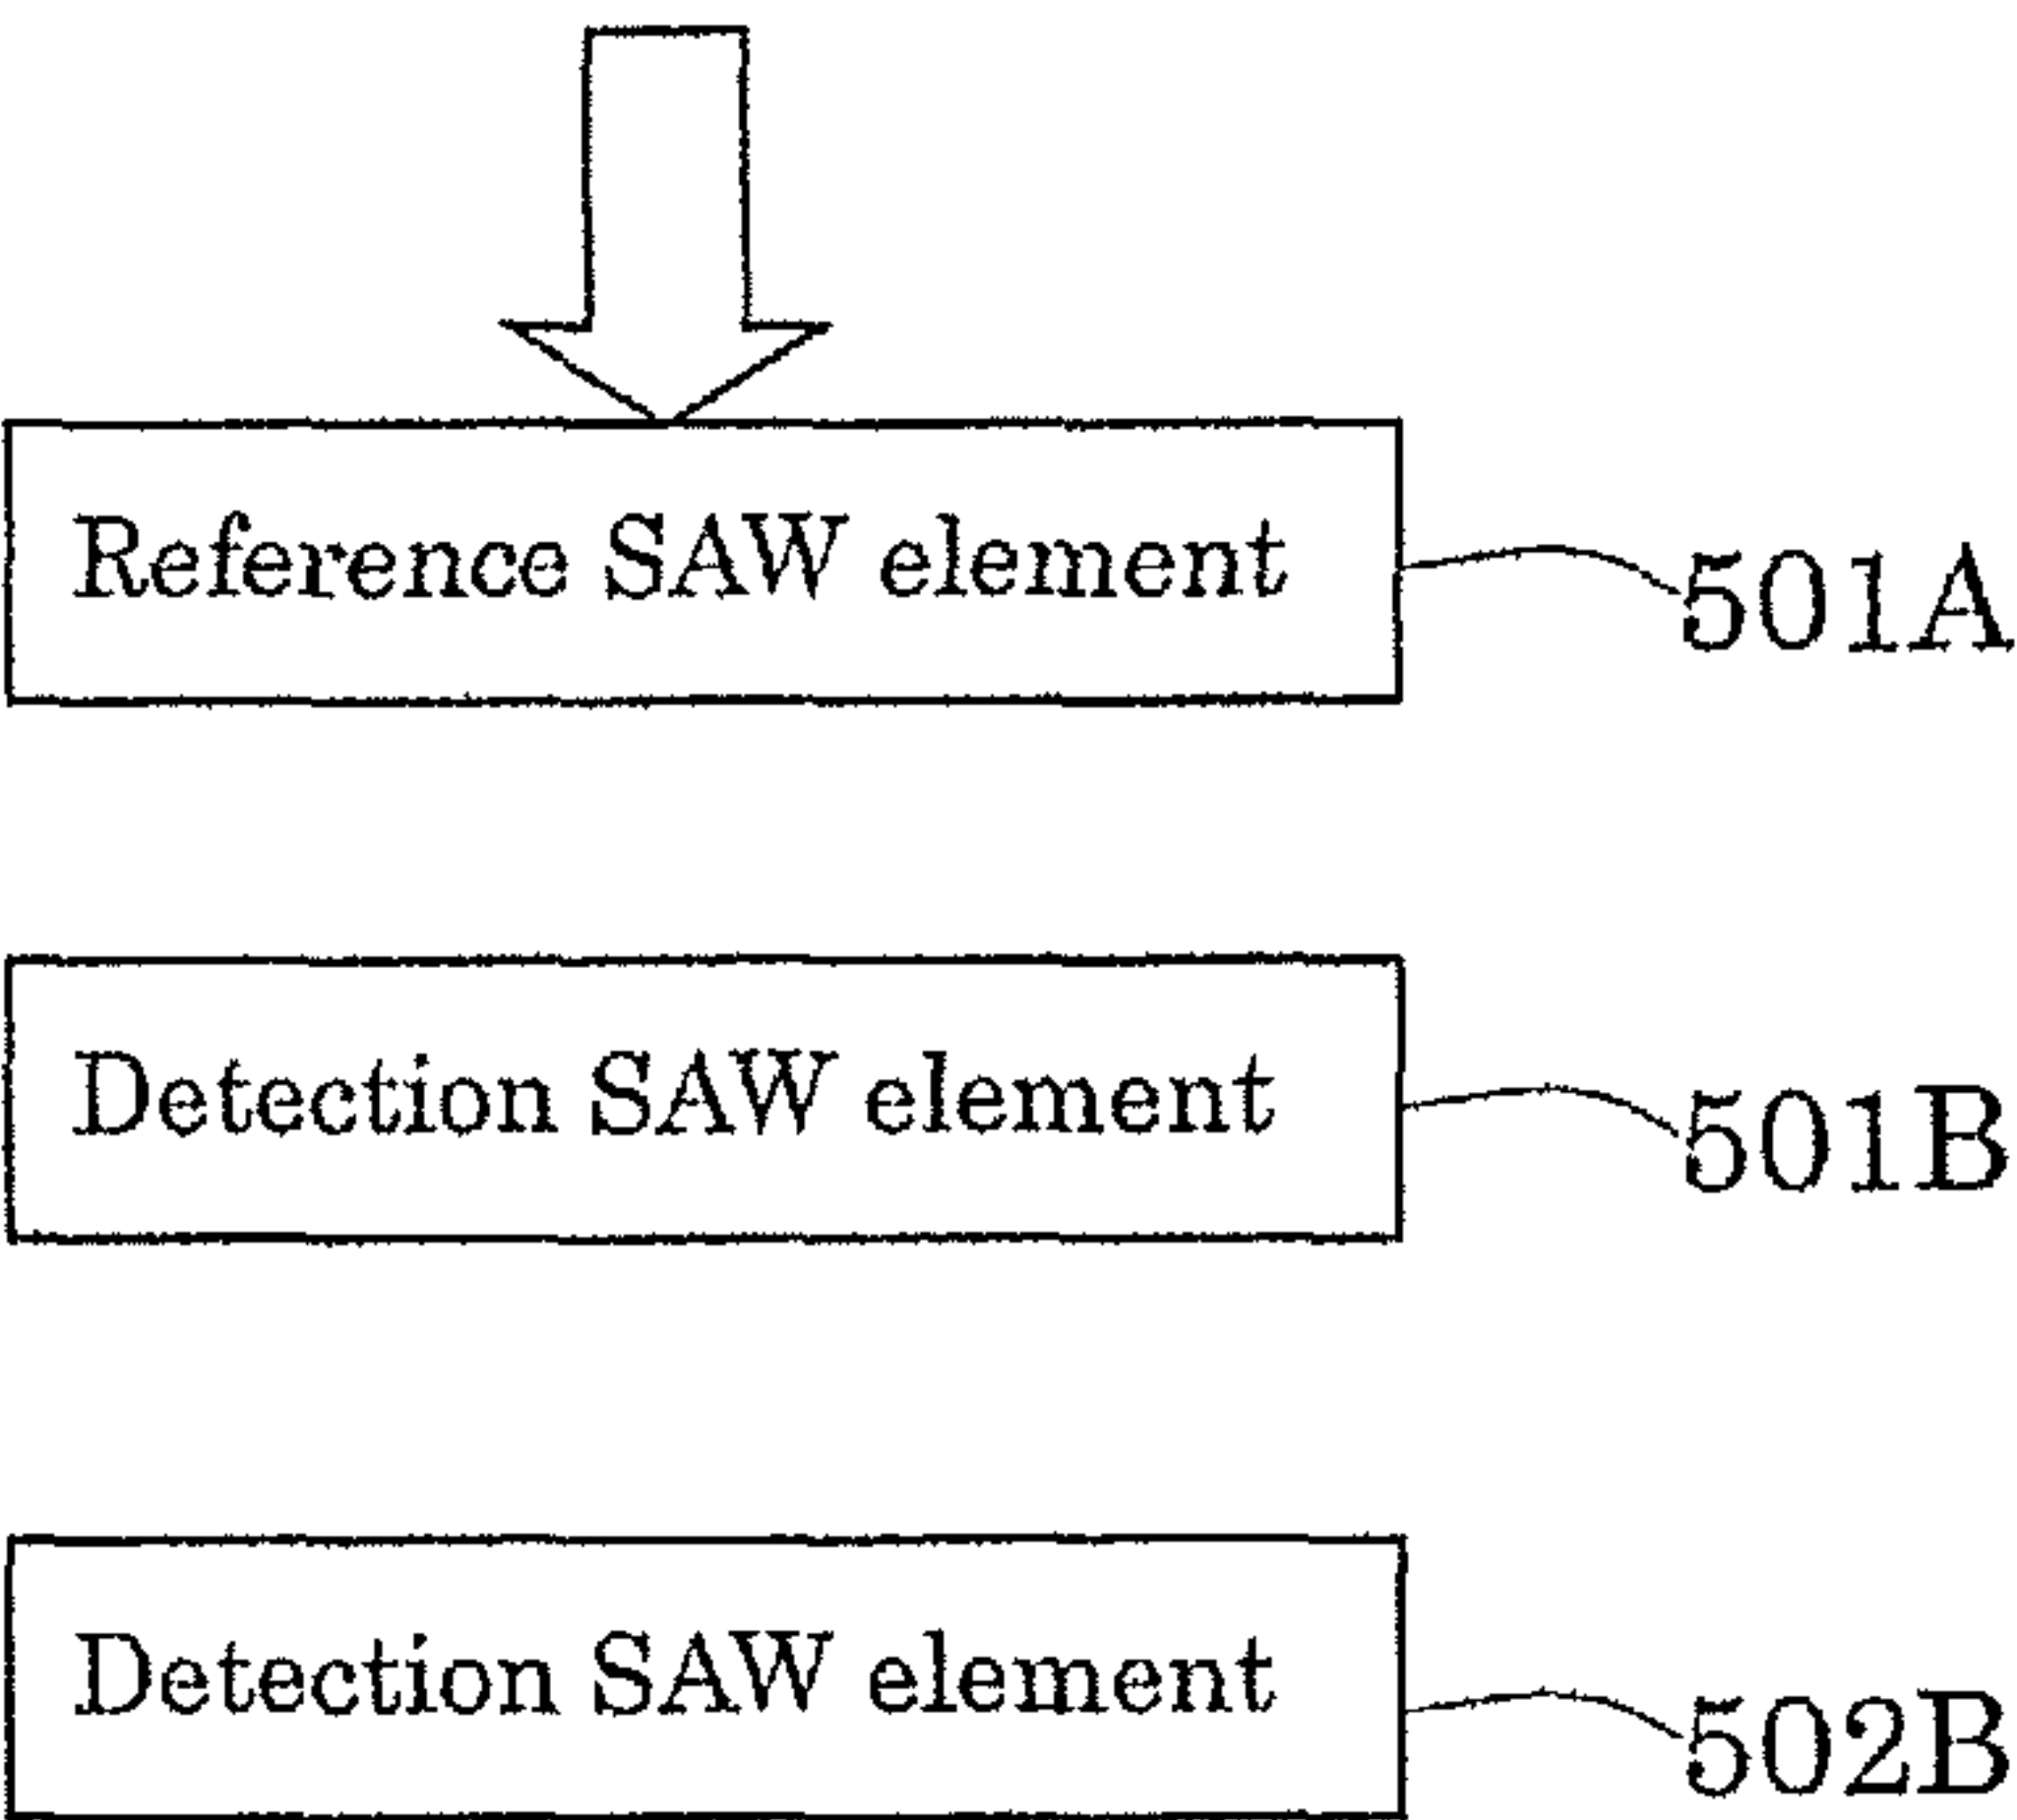 Reference SAW element 501A
Detection SAW element 501B
Detection SAW element 502B